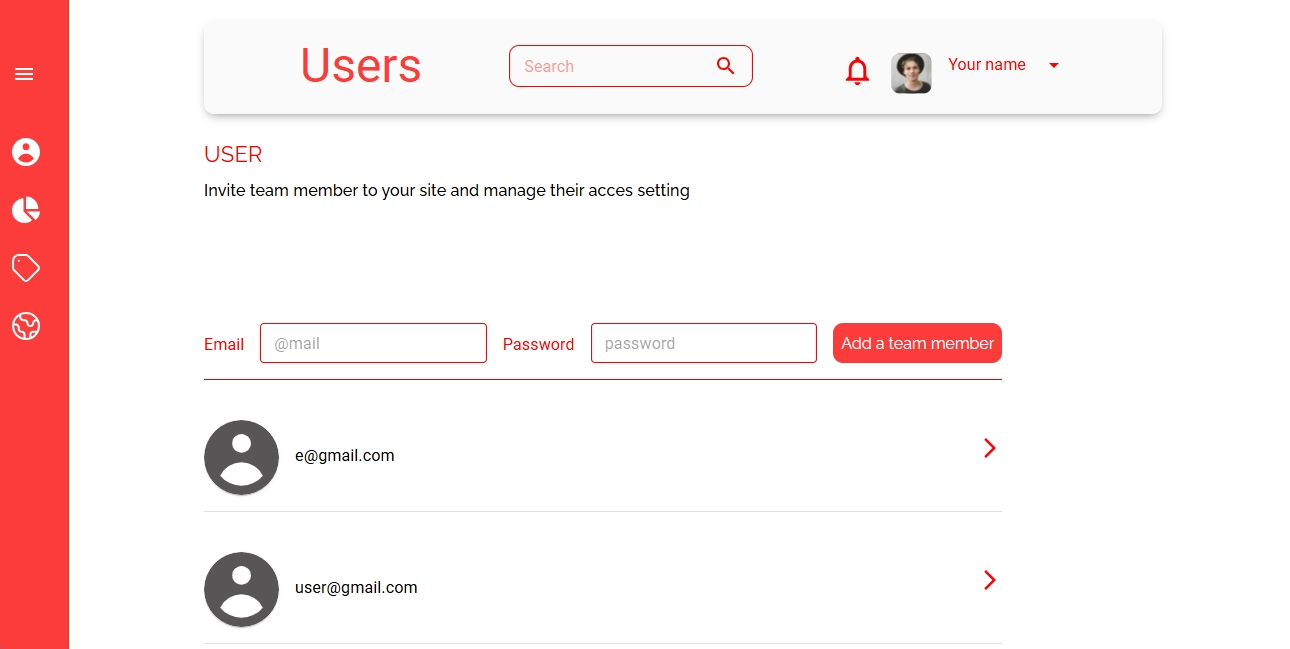 Users
Search
Your name
USER
Invite team member to your site and manage their acces setting
Email
@mail
Password
password
Add a team member
e@gmail.com
user@gmail.com